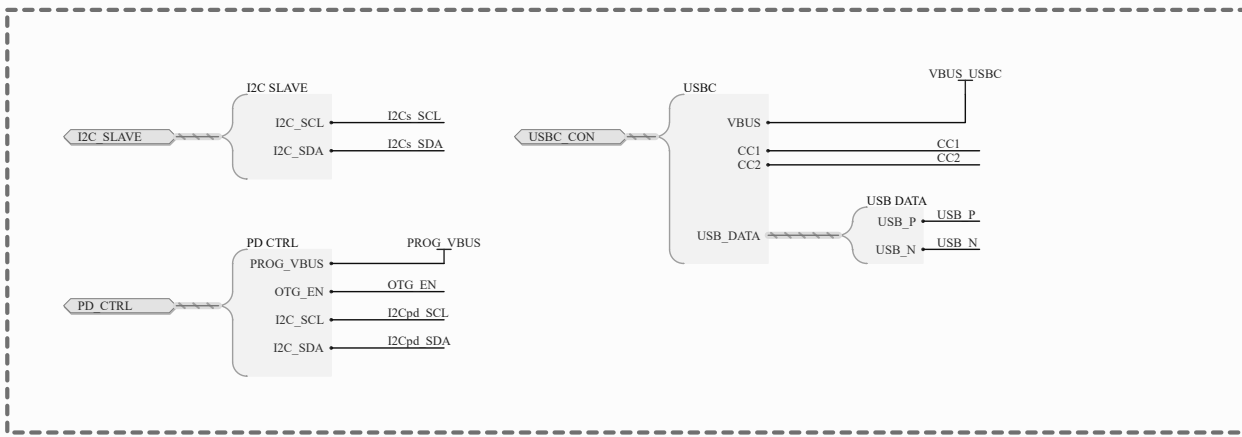 I2C SLAVE
I2C_SLAVE
I2C_SCL
I2Cs_SCL
I2C_SDA
I2Cs_SDA
PD CTRL
PROG_VBUS
PD_CTRL
PROG_VBUS
OTG_EN
OTG_EN
I2C_SCL
I2Cpd_SCL
I2C_SDA
I2Cpd_SDA
USBC
VBUS_USBC
USBC_CON
VBUS
CC1
CC1
CC2
CC2
USB DATA
USB_DATA
USB_P
USB_P
USB_N
USB_N